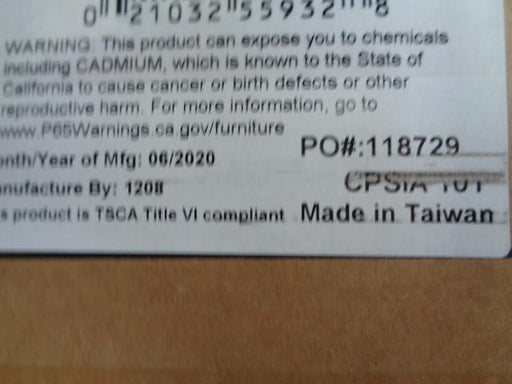 0 21032 55932 8
WARNING: This product can expose you to chemicals
including CADMIUM, which is known to the State of
California to cause cancer or birth defects or other
reproductive harm. For more information, go to
www.P65Warnings.ca.gov/furniture
onth/Year of Mfg: 06/2020
PO#:118729
anufacture By: 1208
CPSIA 101
s product is TSCA Title VI compliant
Made in Taiwan